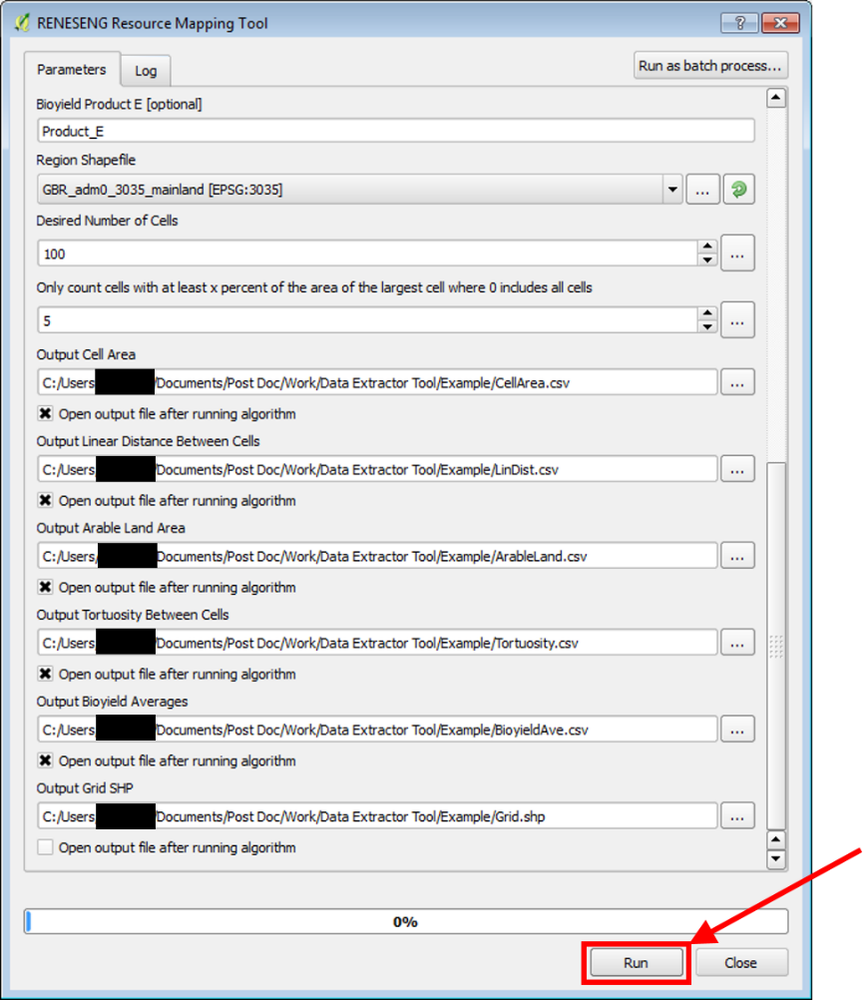 RENESENG Resource Mapping Tool
Parameters
Log
Run as batch process...
Bioyield Product E [optional]
Product_E
Region Shapefile
GBR_adm0_3035_mainland [EPSG:3035]
...
Desired Number of Cells
100
...
Only count cells with at least x percent of the area of the largest cell where 0 includes all cells
5
...
Output Cell Area
C:/Users /Documents/Post Doc/Work/Data Extractor Tool/Example/CellArea.csv
...
Open output file after running algorithm
Output Linear Distance Between Cells
C:/Users Documents/Post Doc/Work/Data Extractor Tool/Example/LinDist.csv
...
Open output file after running algorithm
Output Arable Land Area
C:/Users/ Documents/Post Doc/Work/Data Extractor Tool/Example/ArableLand.csv
...
Open output file after running algorithm
Output Tortuosity Between Cells
C:/Users /Documents/Post Doc/Work/Data Extractor Tool/Example/Tortuosity.csv
...
Open output file after running algorithm
Output Bioyield Averages
C:/Users /Documents/Post Doc/Work/Data Extractor Tool/Example/BioyieldAve.csv
...
Open output file after running algorithm
Output Grid SHP
C:/Users /Documents/Post Doc/Work/Data Extractor Tool/Example/Grid.shp
...
Open output file after running algorithm
0%
Run
Close